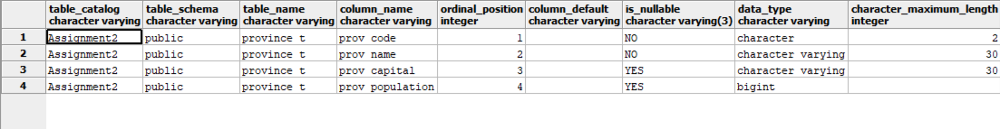 table_catalog table_schema table_name column_name ordinal_position column_default is_nullable data_type character_maximum_length
character varying character varying character varying character varying integer character varying character varying(3) character varying integer
1 Assignment2 public province t prov code 1 NO character 2
2 Assignment2 public province t prov name 2 NO character varying 30
3 Assignment2 public province t prov capital 3 YES character varying 30
4 Assignment2 public province t prov population 4 YES bigint